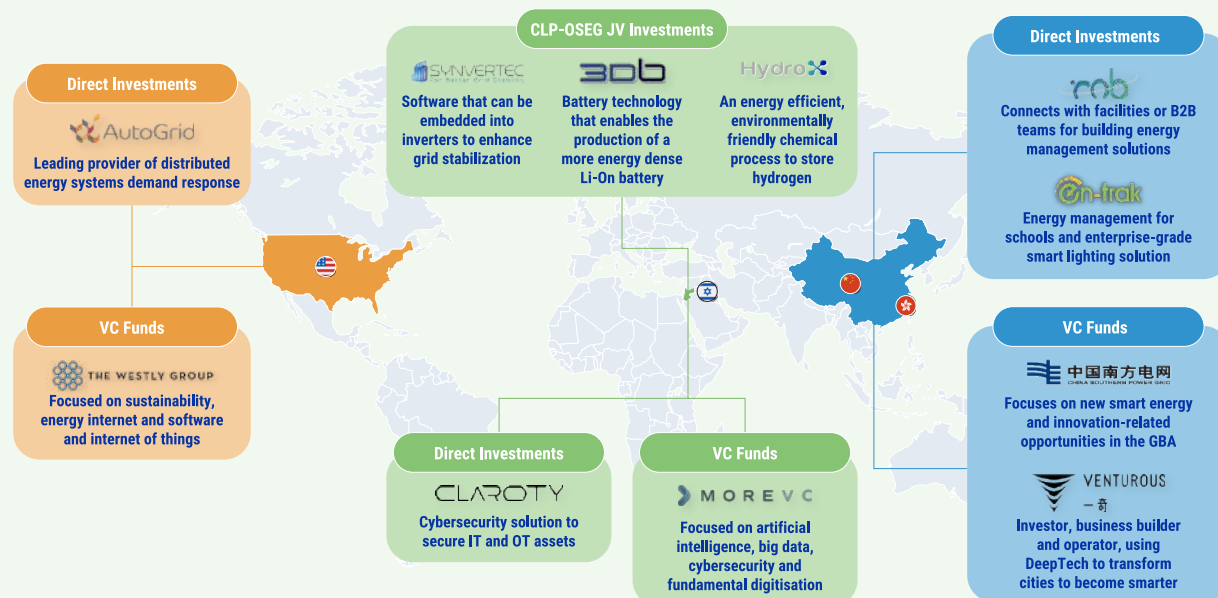 Direct Investments
AutoGrid
Leading provider of distributed
energy systems demand response
VC Funds
THE WESTLY GROUP
Focused on sustainability,
energy internet and software
and internet of things
CLP-OSEG JV Investments
SYNVERTEC
For Better Grid Stability
Software that can be
embedded into
inverters to enhance
grid stabilization
3Db
Battery technology
that enables the
production of a
more energy dense
Li-On battery
HydroX
An energy efficient,
environmentally
friendly chemical
process to store
hydrogen
Direct Investments
CLAROTY
Cybersecurity solution to
secure IT and OT assets
VC Funds
MOREVC
Focused on artificial
intelligence, big data,
cybersecurity and
fundamental digitisation
Direct Investments
Connects with facilities or B2B
teams for building energy
management solutions
En-trak
Energy management for
schools and enterprise-grade
smart lighting solution
VC Funds
中国南方电网
CHINA SOUTHERN POWER GRID
Focuses on new smart energy
and innovation-related
opportunities in the GBA
VENTUROUS
一奇
Investor, business builder
and operator, using
DeepTech to transform
cities to become smarter